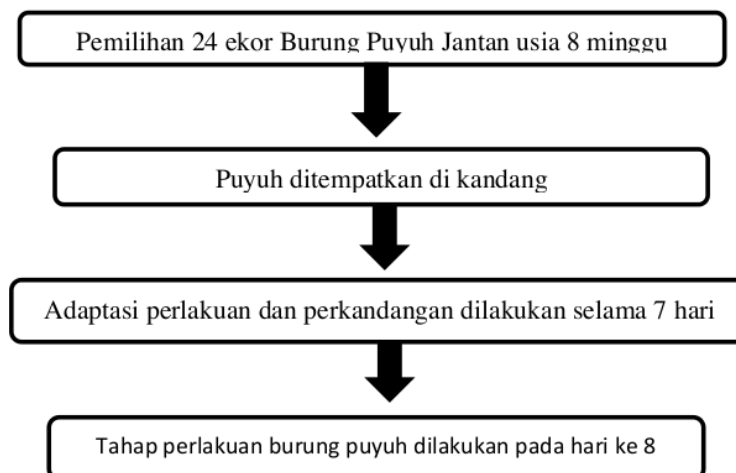 Pemilihan 24 ekor Burung Puyuh Jantan usia 8 minggu
Puyuh ditempatkan di kandang
Adaptasi perlakuan dan perkandangan dilakukan selama 7 hari
Tahap perlakuan burung puyuh dilakukan pada hari ke 8